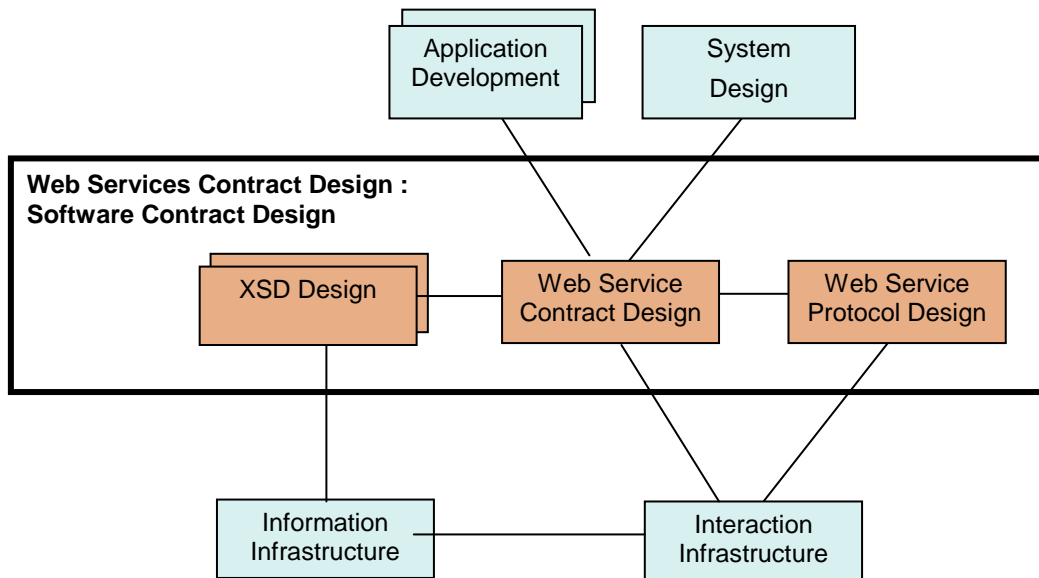 Application
Development
System
Design
Web Services Contract Design :
Software Contract Design
XSD Design
Web Service
Contract Design
Web Service
Protocol Design
Information
Infrastructure
Interaction
Infrastructure